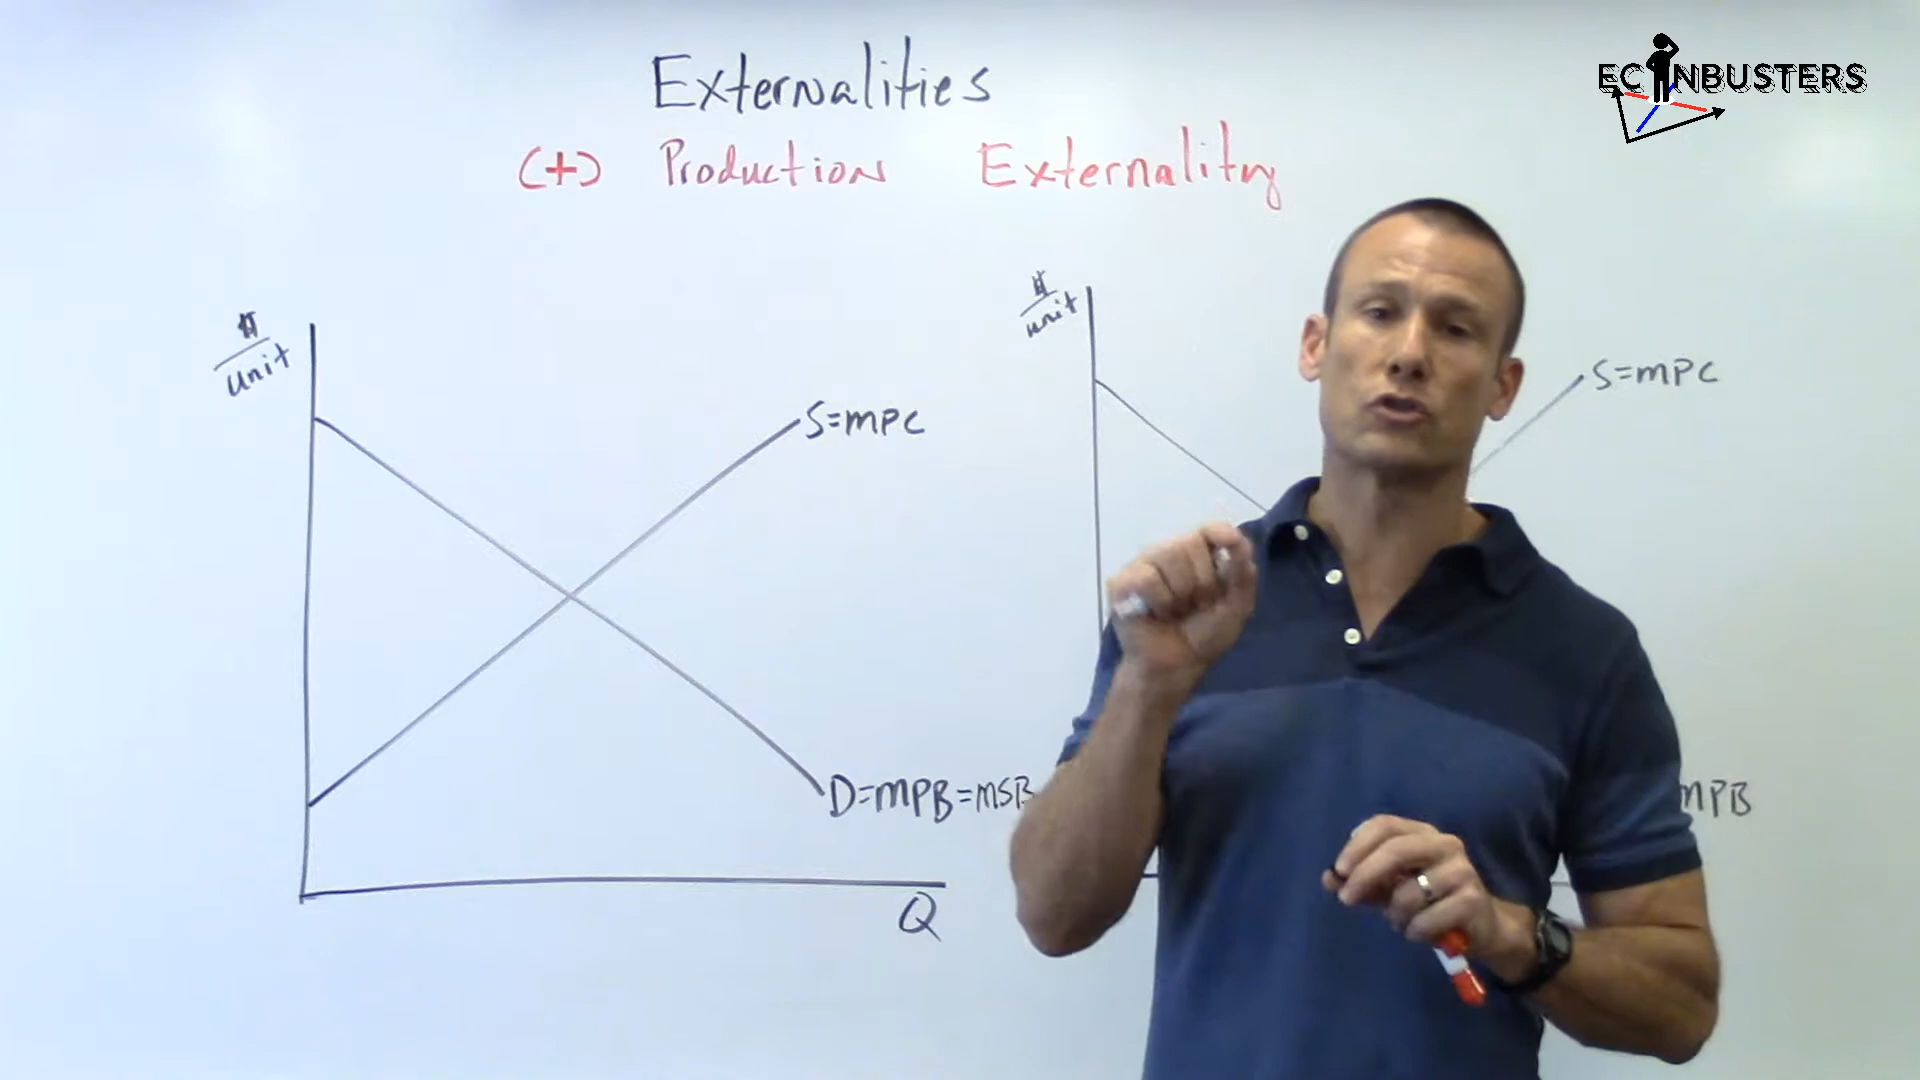 Externalities
ECONBUSTERS
(+) Production Externality
$/unit
S=MPC
D=MPB=MSB
Q
$/unit
S=MPC
MPB